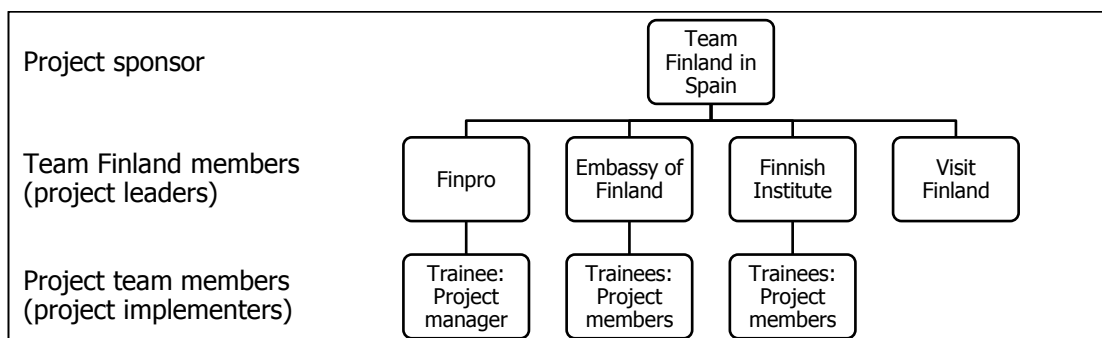 Project sponsor
Team
Finland in
Spain
Team Finland members
(project leaders)
Finpro
Embassy of
Finland
Finnish
Institute
Visit
Finland
Project team members
(project implementers)
Trainee:
Project
manager
Trainees:
Project
members
Trainees:
Project
members